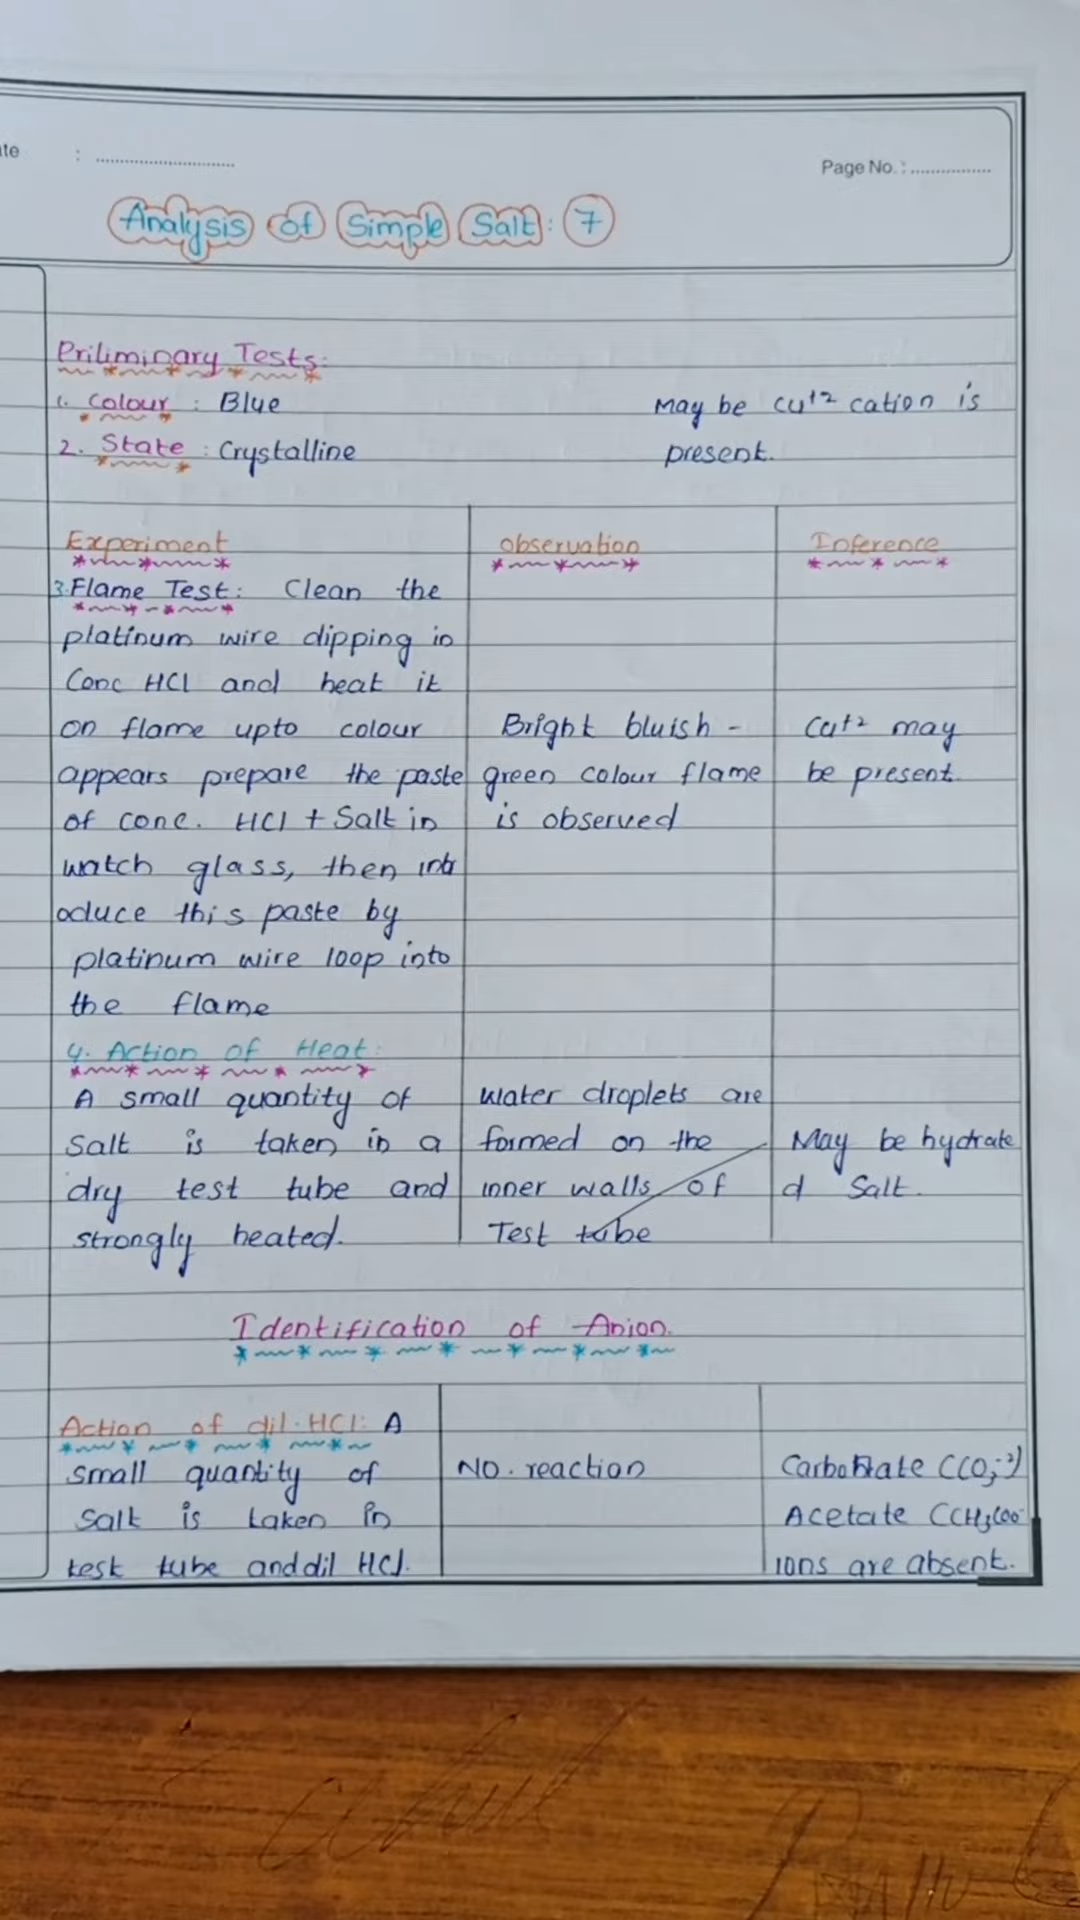 ate : ............................
Page No. : ................
Analysis of Simple Salt: 7
Priliminary Tests:
1. Colour : Blue
May be Cu+2 cation is
2. State : Crystalline
present.
Experiment
observation
Inference
3. Flame Test: Clean the
platinum wire dipping in
Conc HCl and heat it
on flame upto colour
appears prepare the paste
of conc. HCl + Salt in
watch glass, then intr
oduce this paste by
platinum wire loop into
the flame
Bright bluish -
green colour flame
is observed
Cu+2 may
be present.
4. Action of Heat:
A small quantity of
Salt is taken in a
dry test tube and
strongly heated.
Water droplets are
formed on the
inner walls of
Test tube
May be hydrate
d Salt.
Identification of Anion.
Action of dil. HCl: A
small quantity of
Salt is taken in
test tube and dil HCl.
NO. reaction
Carbonate (CO3-2)
Acetate (CH3COO-
ions are absent.